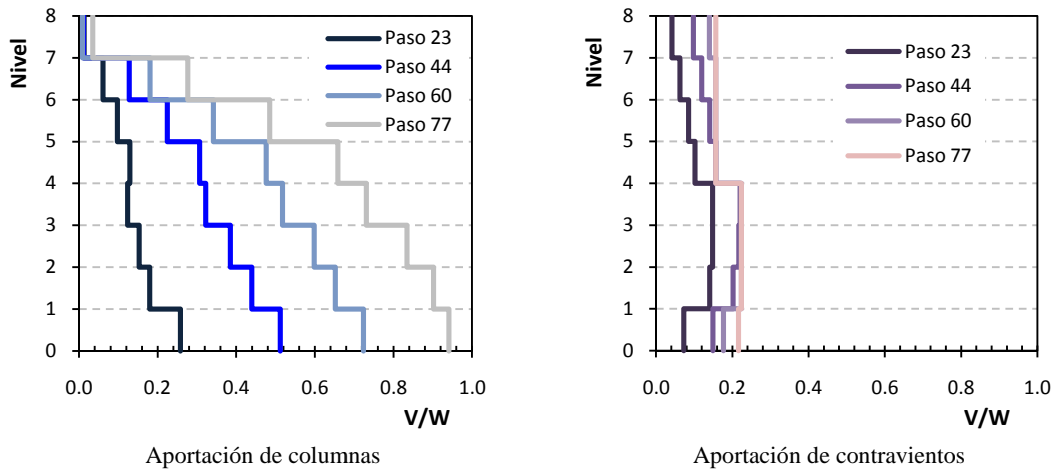 Nivel
8
7
6
5
4
3
2
1
0
0.0 0.2 0.4 0.6 0.8 1.0
V/W
Paso 23
Paso 44
Paso 60
Paso 77
Aportación de columnas
Nivel
8
7
6
5
4
3
2
1
0
0.0 0.2 0.4 0.6 0.8 1.0
V/W
Paso 23
Paso 44
Paso 60
Paso 77
Aportación de contravientos